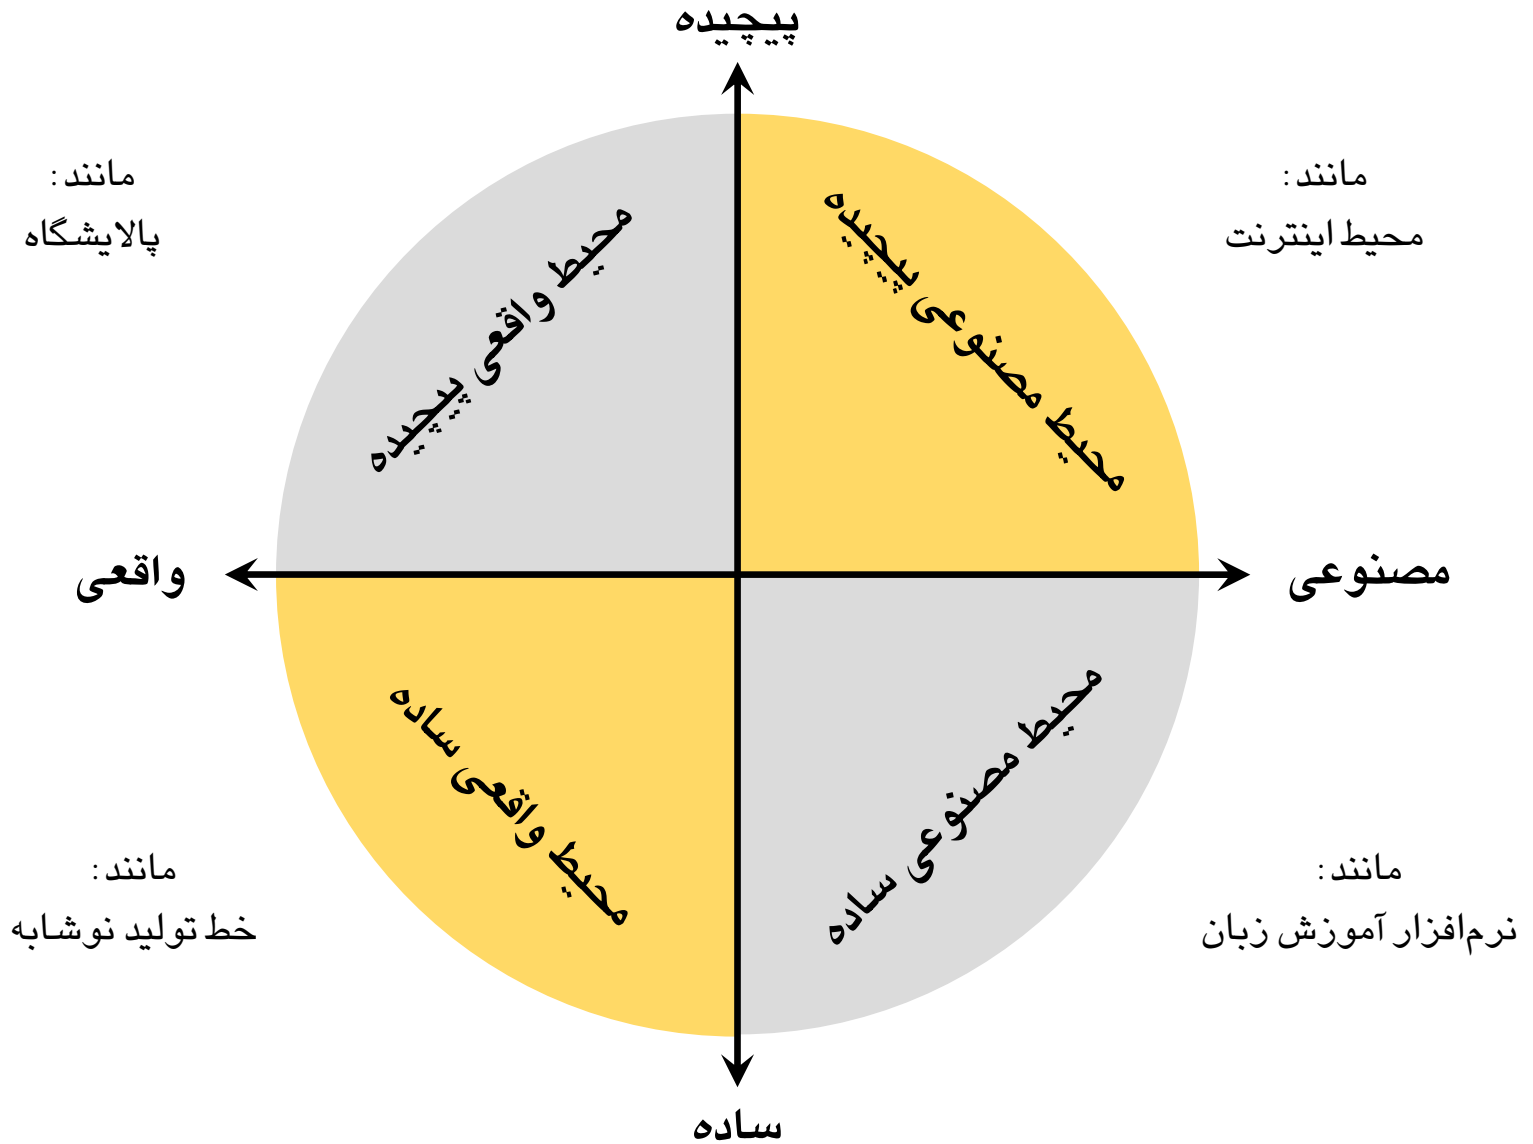 پیچیده
مانند:
محیط اینترنت
مانند:
پالایشگاه
محیط مصنوعی پیچیده
محیط واقعی پیچیده
مصنوعی
واقعی
محیط مصنوعی ساده
محیط واقعی ساده
مانند:
نرم‌افزار آموزش زبان
مانند:
خط تولید نوشابه
ساده